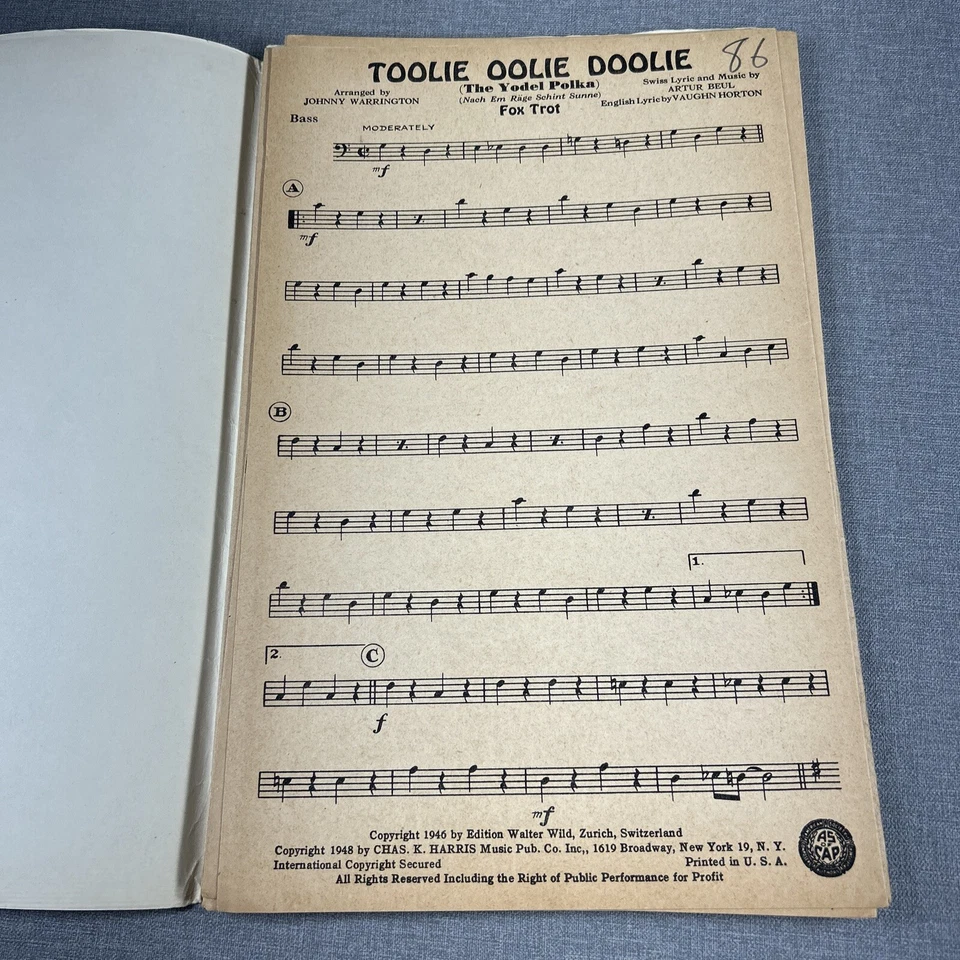 TOOLIE OOLIE DOOLIE
86
(The Yodel Polka)
(Nach Em Räge Schint Sunne)
Fox Trot
Arranged by
JOHNNY WARRINGTON
Swiss Lyric and Music by
ARTUR BEUL
English Lyric by VAUGHN HORTON
Bass
MODERATELY
mf
A
mf
B
1.
2.
C
f
mf
Copyright 1946 by Edition Walter Wild, Zurich, Switzerland
Copyright 1948 by CHAS. K. HARRIS Music Pub. Co. Inc,, 1619 Broadway, New York 19, N. Y.
International Copyright Secured
Printed in U. S. A.
All Rights Reserved Including the Right of Public Performance for Profit
AS
CAP